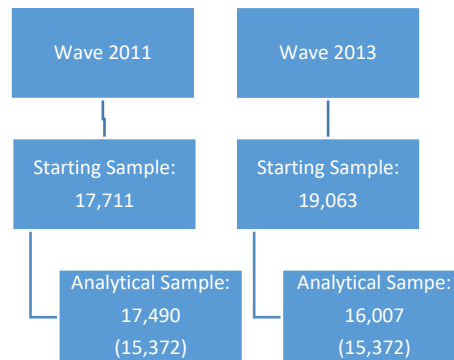 Wave 2011
Wave 2013
Starting Sample:
17,711
Starting Sample:
19,063
Analytical Sample:
17,490
(15,372)
Analytical Sampe:
16,007
(15,372)